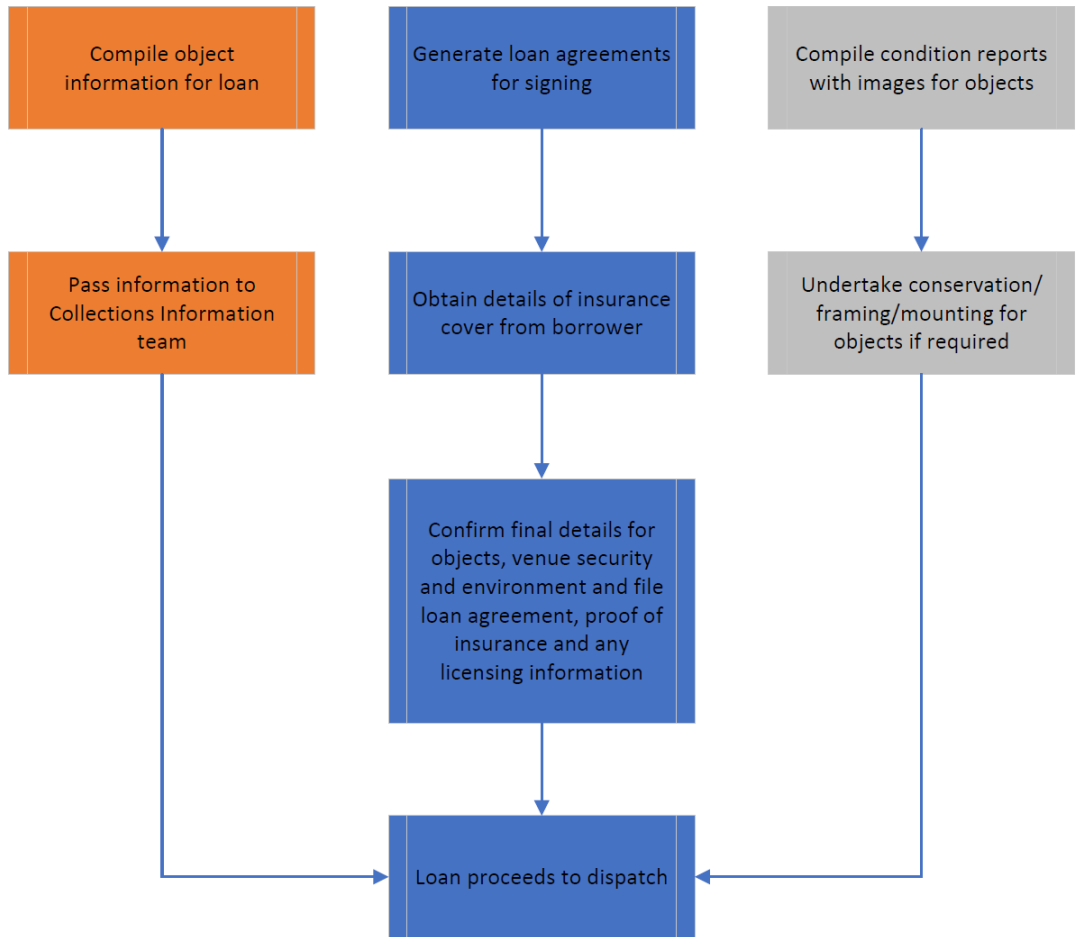 Compile object
information for loan
Generate loan agreements
for signing
Compile condition reports
with images for objects
Pass information to
Collections Information
team
Obtain details of insurance
cover from borrower
Undertake conservation/
framing/mounting for
objects if required
Confirm final details for
objects, venue security
and environment and file
loan agreement, proof of
insurance and any
licensing information
Loan proceeds to dispatch